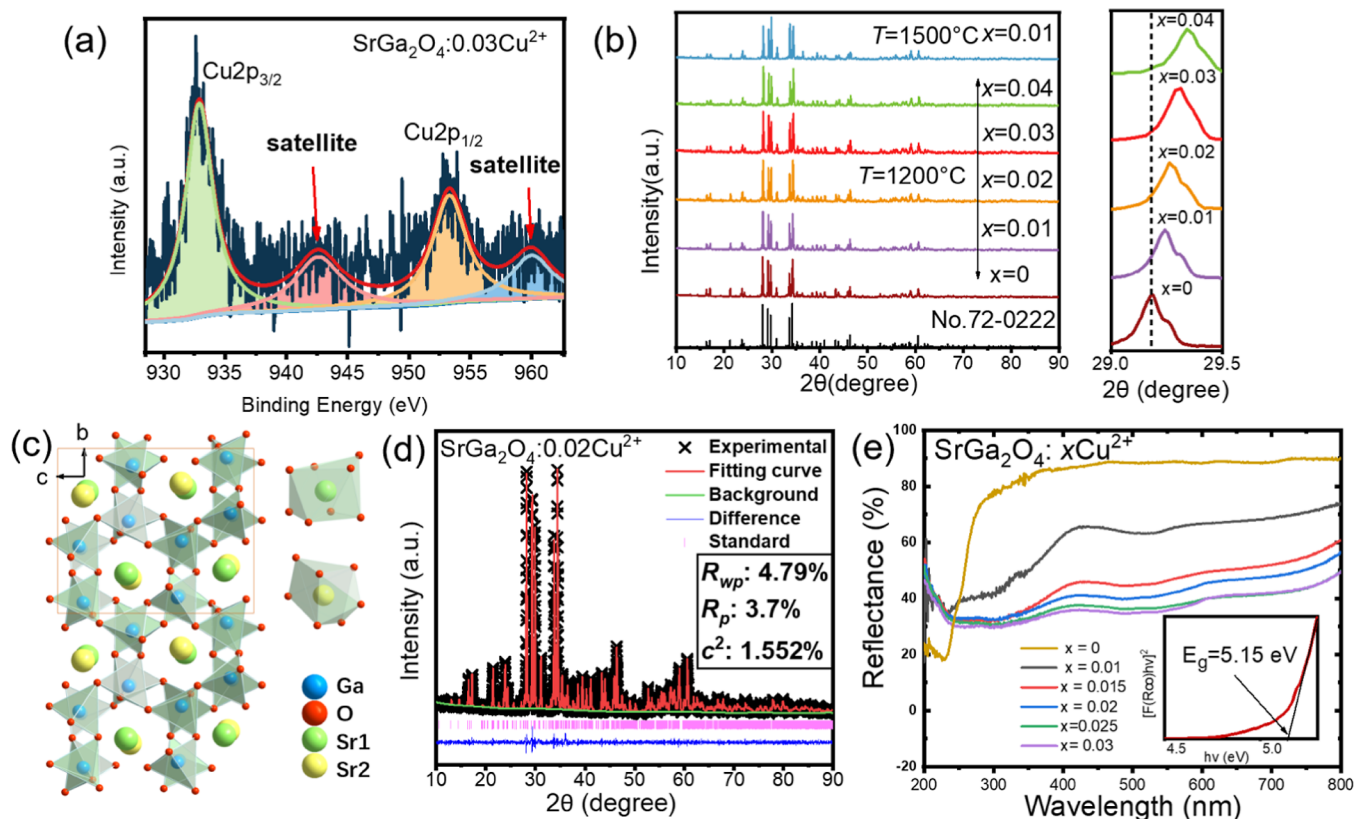 (a)
SrGa₂O₄:0.03Cu²⁺
Cu2p₃/₂
satellite
Cu2p₁/₂
satellite
Intensity (a.u.)
930 935 940 945 950 955 960
Binding Energy (eV)
(b)
T=1500°C x=0.01
x=0.04
x=0.03
T=1200°C x=0.02
x=0.01
x=0
No.72-0222
Intensity(a.u.)
10 20 30 40 50 60 70 80 90
2θ(degree)
x=0.04
x=0.03
x=0.02
x=0.01
x=0
29.0 29.5
2θ (degree)
(c)
b
c
Ga
O
Sr1
Sr2
(d)
SrGa₂O₄:0.02Cu²⁺
Experimental
Fitting curve
Background
Difference
Standard
R_wp: 4.79%
R_p: 3.7%
c²: 1.552%
Intensity (a.u.)
10 20 30 40 50 60 70 80 90
2θ (degree)
(e)
SrGa₂O₄: xCu²⁺
100
80
60
40
20
0
-20
Reflectance (%)
x = 0
x = 0.01
x = 0.015
x = 0.02
x=0.025
x= 0.03
E_g=5.15 eV
[F(R∞)hν]²
4.5 5.0
hν (eV)
200 300 400 500 600 700 800
Wavelength (nm)